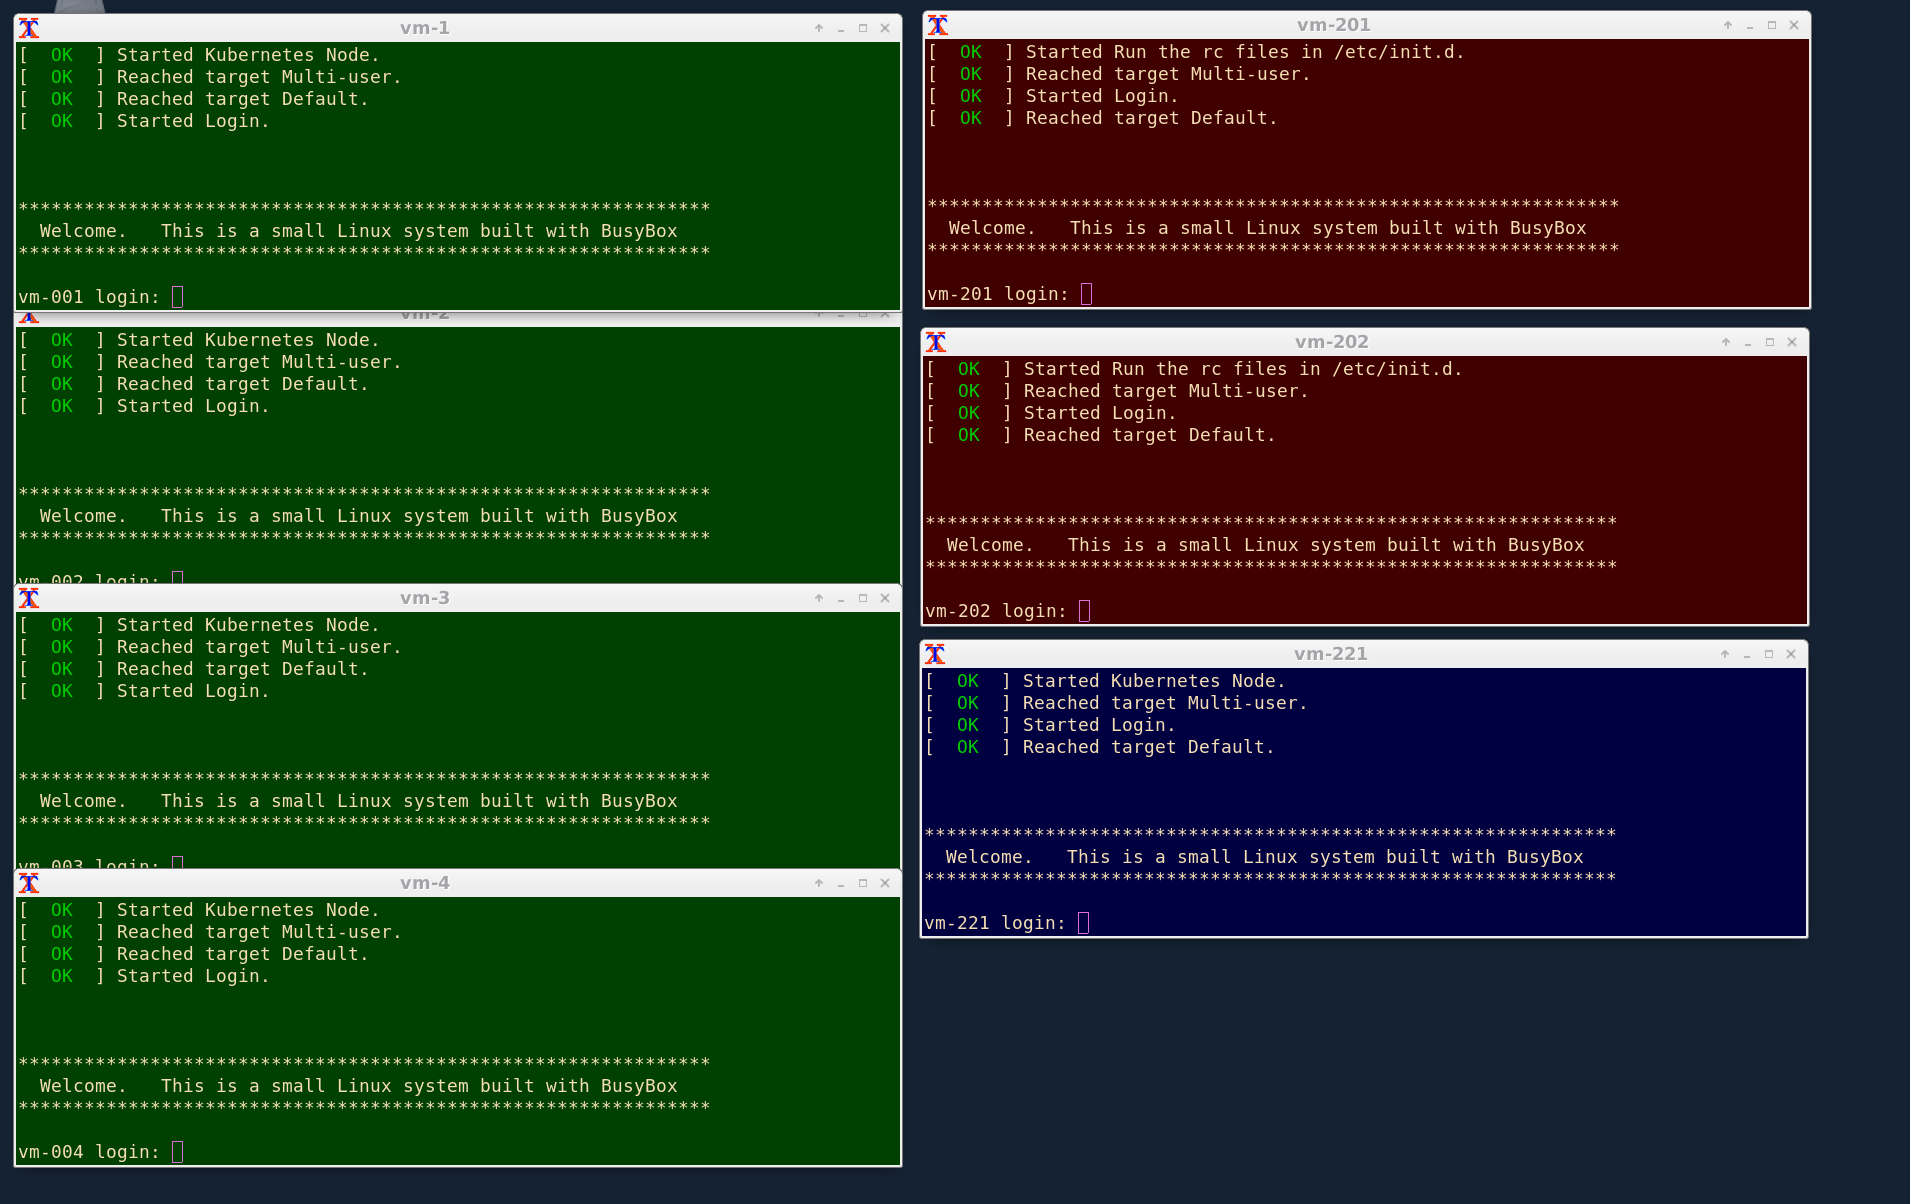 vm-1
[  OK  ] Started Kubernetes Node.
[  OK  ] Reached target Multi-user.
[  OK  ] Reached target Default.
[  OK  ] Started Login.
***************************************************************
  Welcome.   This is a small Linux system built with BusyBox
***************************************************************
vm-001 login:
vm-2
[  OK  ] Started Kubernetes Node.
[  OK  ] Reached target Multi-user.
[  OK  ] Reached target Default.
[  OK  ] Started Login.
***************************************************************
  Welcome.   This is a small Linux system built with BusyBox
***************************************************************
vm-002 login:
vm-3
[  OK  ] Started Kubernetes Node.
[  OK  ] Reached target Multi-user.
[  OK  ] Reached target Default.
[  OK  ] Started Login.
***************************************************************
  Welcome.   This is a small Linux system built with BusyBox
***************************************************************
vm-003 login:
vm-4
[  OK  ] Started Kubernetes Node.
[  OK  ] Reached target Multi-user.
[  OK  ] Reached target Default.
[  OK  ] Started Login.
***************************************************************
  Welcome.   This is a small Linux system built with BusyBox
***************************************************************
vm-004 login:
vm-201
[  OK  ] Started Run the rc files in /etc/init.d.
[  OK  ] Reached target Multi-user.
[  OK  ] Started Login.
[  OK  ] Reached target Default.
***************************************************************
  Welcome.   This is a small Linux system built with BusyBox
***************************************************************
vm-201 login:
vm-202
[  OK  ] Started Run the rc files in /etc/init.d.
[  OK  ] Reached target Multi-user.
[  OK  ] Started Login.
[  OK  ] Reached target Default.
***************************************************************
  Welcome.   This is a small Linux system built with BusyBox
***************************************************************
vm-202 login:
vm-221
[  OK  ] Started Kubernetes Node.
[  OK  ] Reached target Multi-user.
[  OK  ] Started Login.
[  OK  ] Reached target Default.
***************************************************************
  Welcome.   This is a small Linux system built with BusyBox
***************************************************************
vm-221 login: